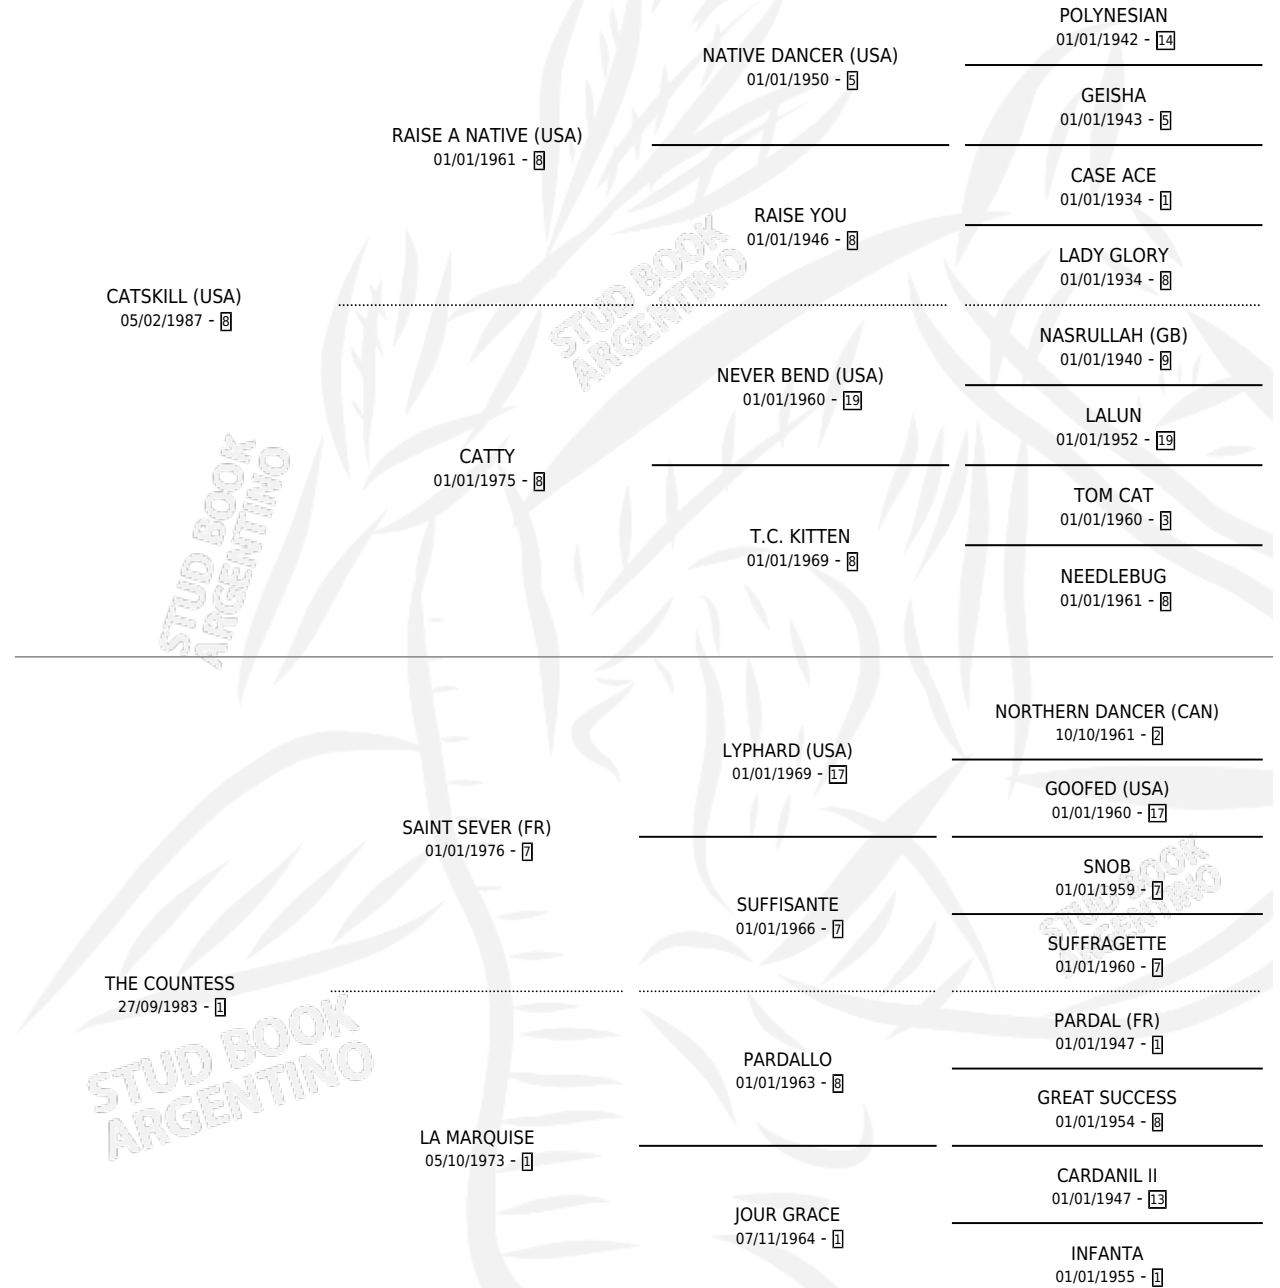 POLYNESIAN
01/01/1942 - 14
NATIVE DANCER (USA)
01/01/1950 - 5
GEISHA
01/01/1943 - 5
RAISE A NATIVE (USA)
01/01/1961 - 8
CASE ACE
01/01/1934 - 1
RAISE YOU
01/01/1946 - 8
LADY GLORY
01/01/1934 - 8
CATSKILL (USA)
05/02/1987 - 8
NASRULLAH (GB)
01/01/1940 - 9
NEVER BEND (USA)
01/01/1960 - 19
LALUN
01/01/1952 - 19
CATTY
01/01/1975 - 8
TOM CAT
01/01/1960 - 3
T.C. KITTEN
01/01/1969 - 8
NEEDLEBUG
01/01/1961 - 8
NORTHERN DANCER (CAN)
10/10/1961 - 2
LYPHARD (USA)
01/01/1969 - 17
GOOFED (USA)
01/01/1960 - 17
SAINT SEVER (FR)
01/01/1976 - 7
SNOB
01/01/1959 - 7
SUFFISANTE
01/01/1966 - 7
SUFFRAGETTE
01/01/1960 - 7
THE COUNTESS
27/09/1983 - 1
PARDAL (FR)
01/01/1947 - 1
PARDALLO
01/01/1963 - 8
GREAT SUCCESS
01/01/1954 - 8
LA MARQUISE
05/10/1973 - 1
CARDANIL II
01/01/1947 - 13
JOUR GRACE
07/11/1964 - 1
INFANTA
01/01/1955 - 1
STUD BOOK
ARGENTINO
STUD BOOK
ARGENTINO
STUD BOOK
ARGENTINO
STUD BOOK
ARGENTINO